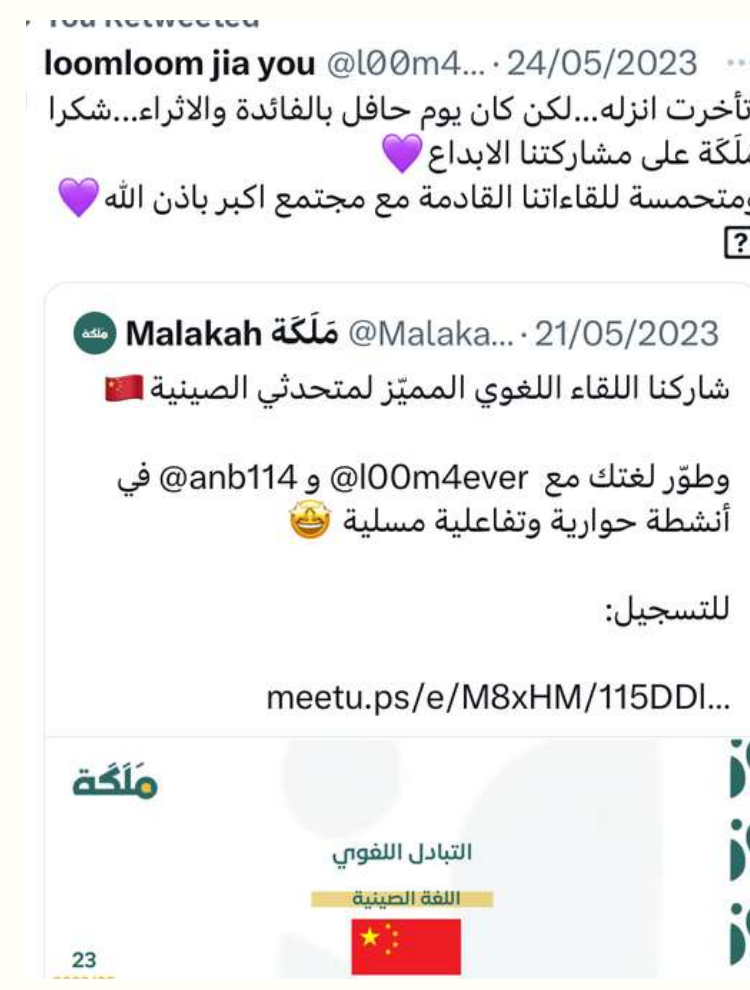 You Retweeted
loomloom jia you @l00m4... · 24/05/2023
تأخرت انزله...لكن كان يوم حافل بالفائدة والاثراء...شكرا
مَلَكَة على مشاركتنا الابداع 💜
ومتحمسة للقاءاتنا القادمة مع مجتمع اكبر باذن الله 💜
?
ملكة Malakah مَلَكَة @Malaka... · 21/05/2023
شاركنا اللقاء اللغوي المميّز لمتحدثي الصينية 🇨🇳
وطوّر لغتك مع @l00m4ever و @anb114 في
أنشطة حوارية وتفاعلية مسلية 🤩
للتسجيل:
meetu.ps/e/M8xHM/115DDl...
مَلَكَة
التبادل اللغوي
اللغة الصينية
23